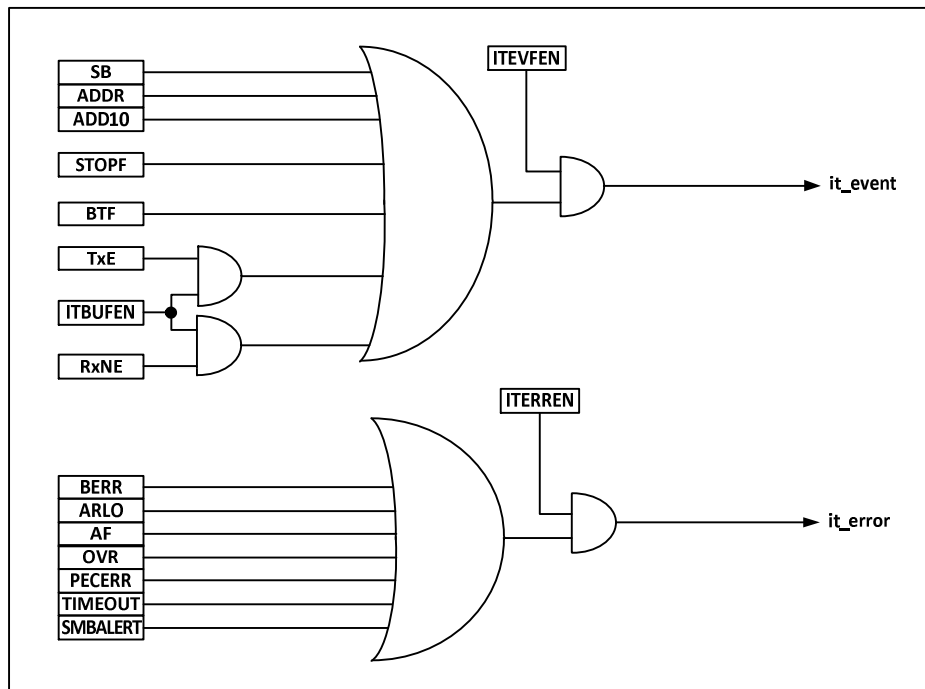 ITEVFEN
SB
ADDR
ADD10
STOPF
BTF
TxE
ITBUFEN
RxNE
it_event
ITERREN
BERR
ARLO
AF
OVR
PECERR
TIMEOUT
SMBALERT
it_error